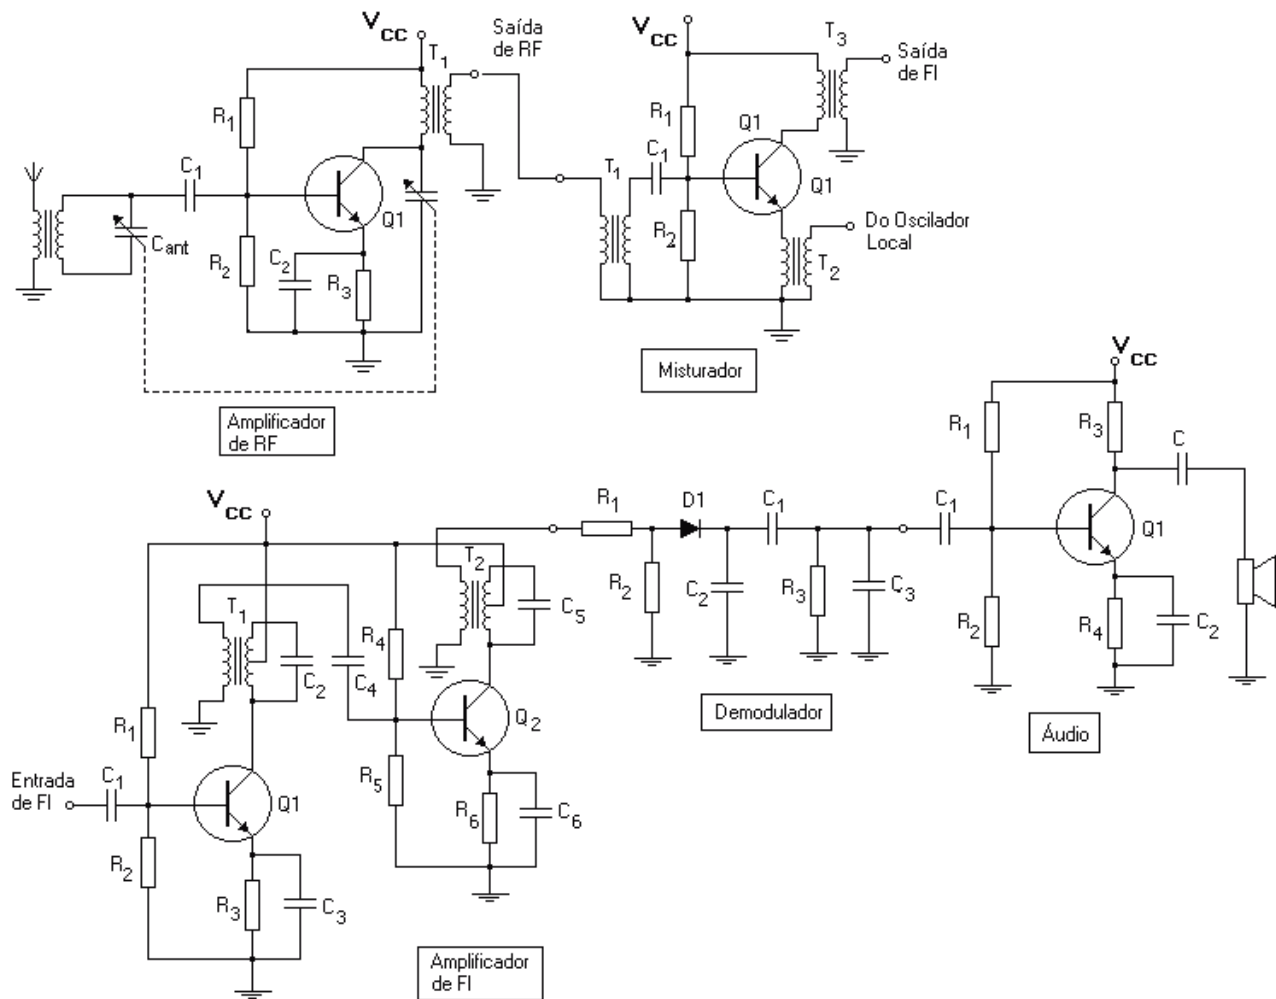 VCC
T1
Saída
de RF
R1
C1
Q1
Cant
R2
C2
R3
Amplificador
de RF
VCC
T3
Saída
de FI
R1
Q1
C1
T1
Q1
R2
Do Oscilador
Local
T2
Misturador
VCC
R1
R3
C
C1
Q1
R2
R4
C2
Áudio
R1
D1
C1
R2
C2
R3
C3
Demodulador
VCC
T2
C5
T1
R4
C2
C4
Q2
R1
Entrada
de FI
C1
Q1
R5
R6
C6
R2
R3
C3
Amplificador
de FI